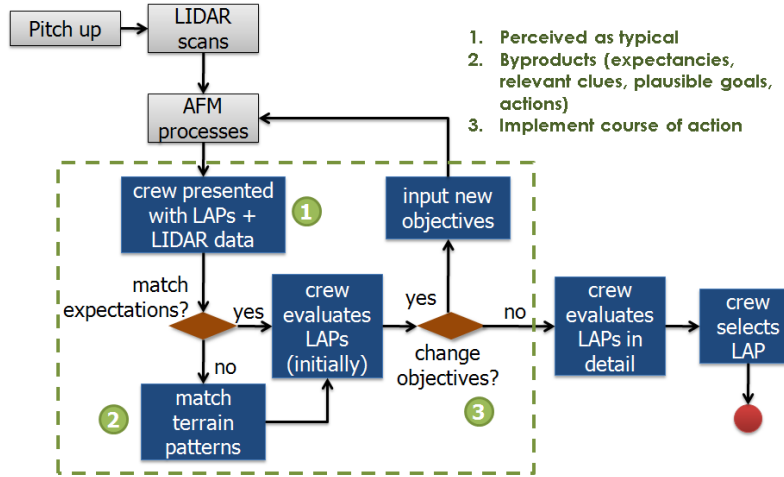 Pitch up
LIDAR
scans
1. Perceived as typical
2. Byproducts (expectancies,
relevant clues, plausible goals,
actions)
3. Implement course of action
AFM
processes
crew presented
with LAPs +
LIDAR data
1
input new
objectives
match
expectations?
yes
crew
evaluates
LAPs
(initially)
yes
no
change
objectives?
3
crew
evaluates
LAPs in
detail
crew
selects
LAP
no
2
match
terrain
patterns